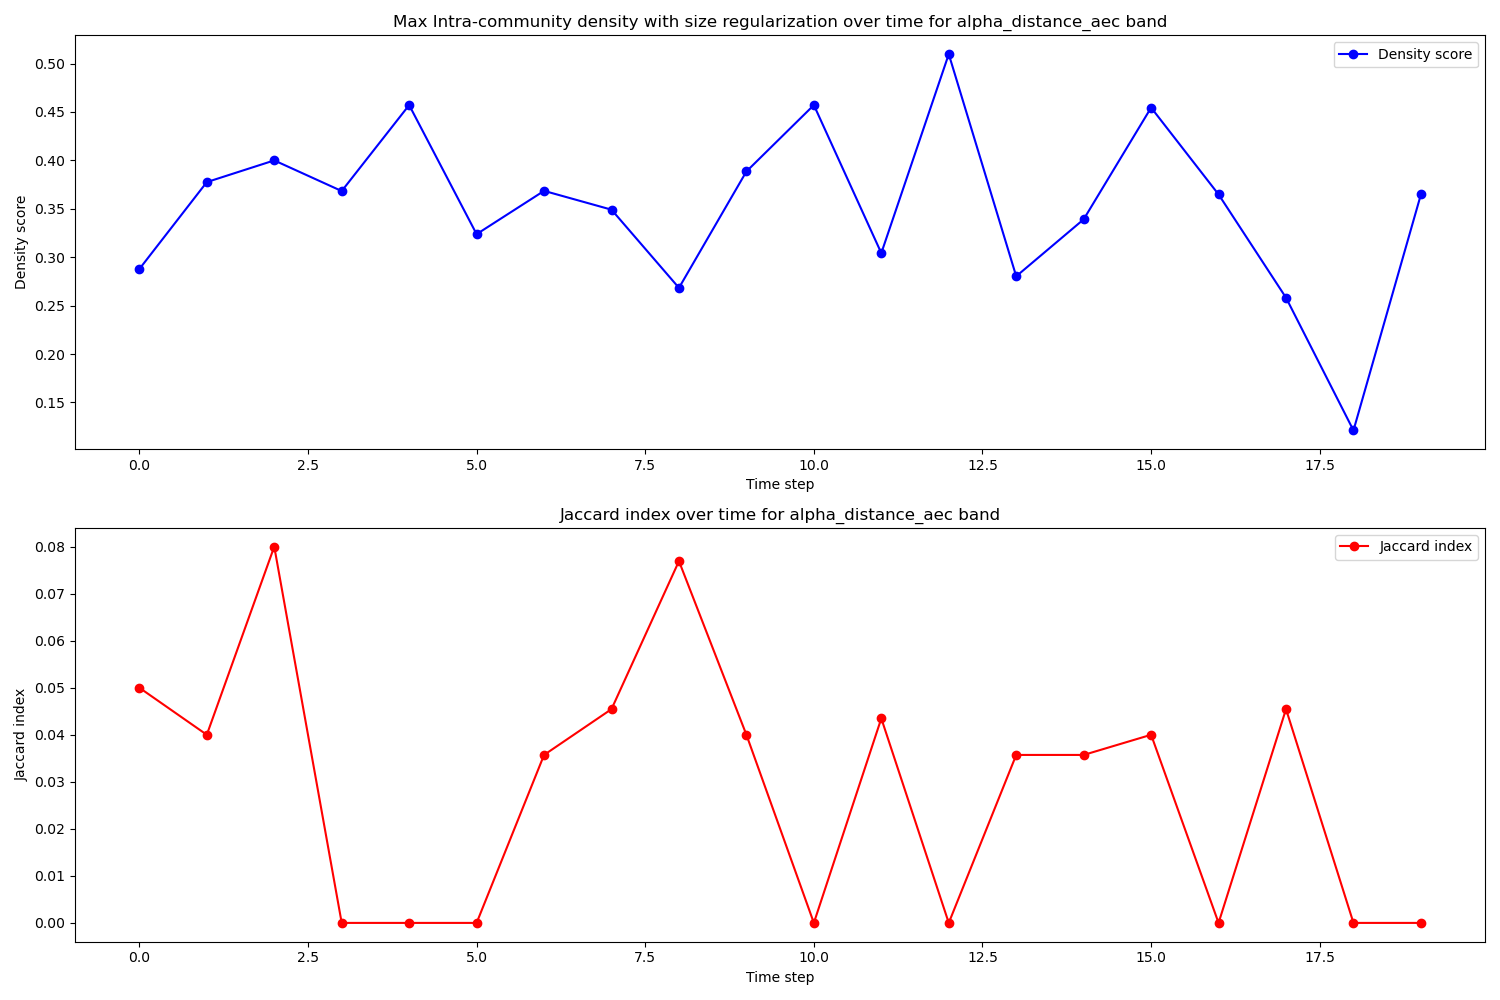 Max Intra-community density with size regularization over time for alpha_distance_aec band
Density score
0.50
0.45
0.40
0.35
0.30
0.25
0.20
0.15
Density score
0.0 2.5 5.0 7.5 10.0 12.5 15.0 17.5
Time step
Jaccard index over time for alpha_distance_aec band
Jaccard index
0.08
0.07
0.06
0.05
0.04
0.03
0.02
0.01
0.00
Jaccard index
0.0 2.5 5.0 7.5 10.0 12.5 15.0 17.5
Time step